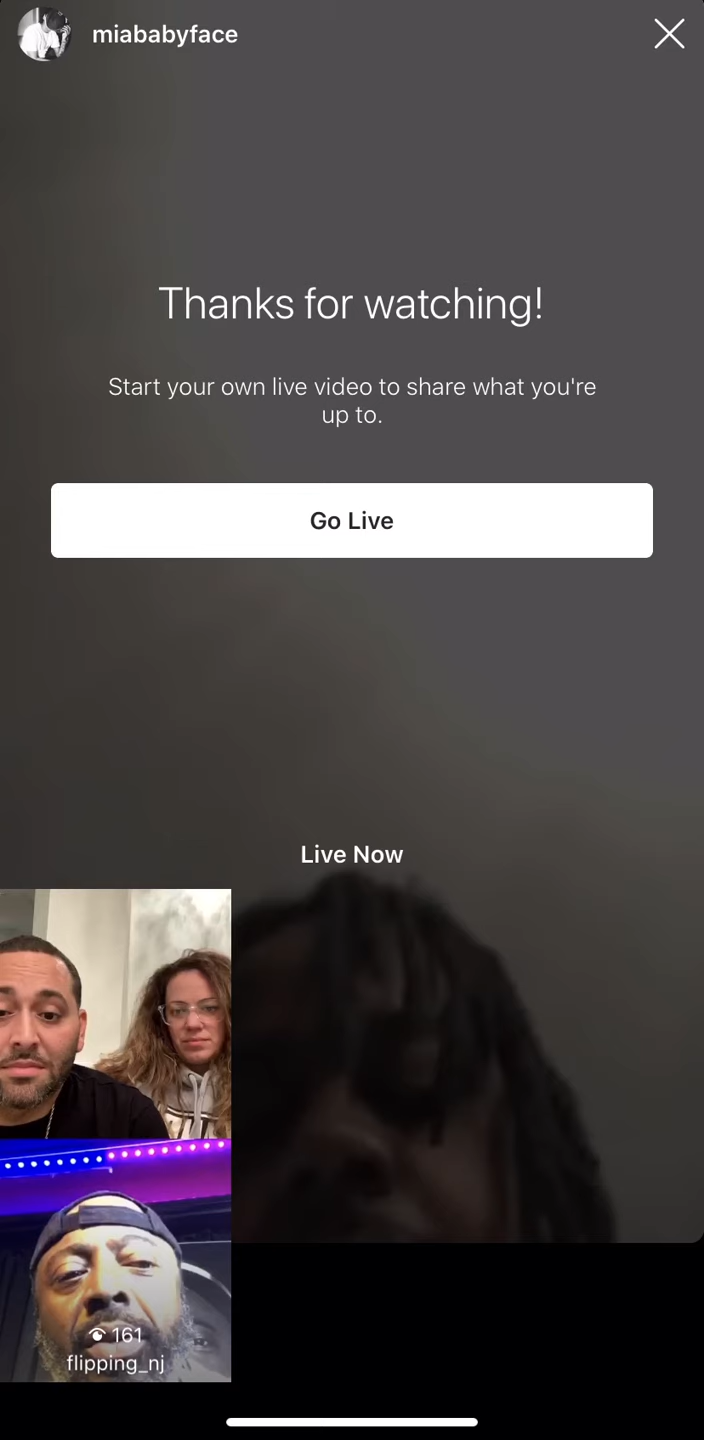 miababyface
Thanks for watching!
Start your own live video to share what you're
up to.
Go Live
Live Now
161
flipping_nj